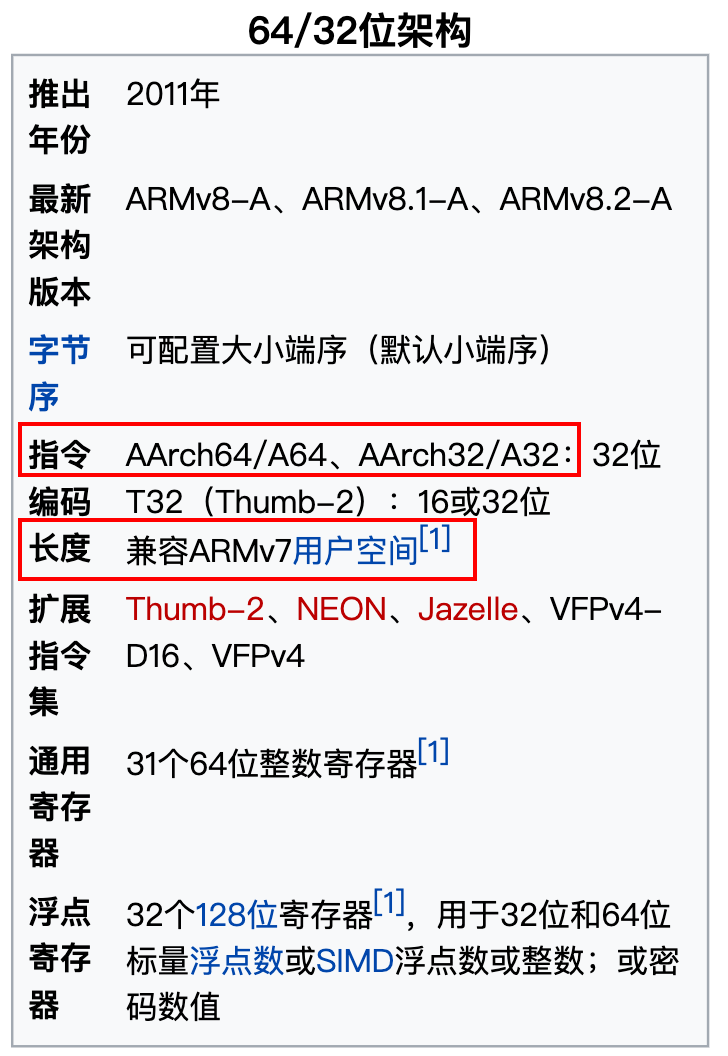 64/32位架构
推出 2011年
年份
最新 ARMv8-A、ARMv8.1-A、ARMv8.2-A
架构
版本
字节 可配置大小端序（默认小端序）
序
指令 AArch64/A64、AArch32/A32：32位
编码 T32（Thumb-2）：16或32位
长度 兼容ARMv7用户空间[1]
扩展 Thumb-2、NEON、Jazelle、VFPv4-
指令 D16、VFPv4
集
通用 31个64位整数寄存器[1]
寄存
器
浮点 32个128位寄存器[1]，用于32位和64位
寄存 标量浮点数或SIMD浮点数或整数；或密
器 码数值